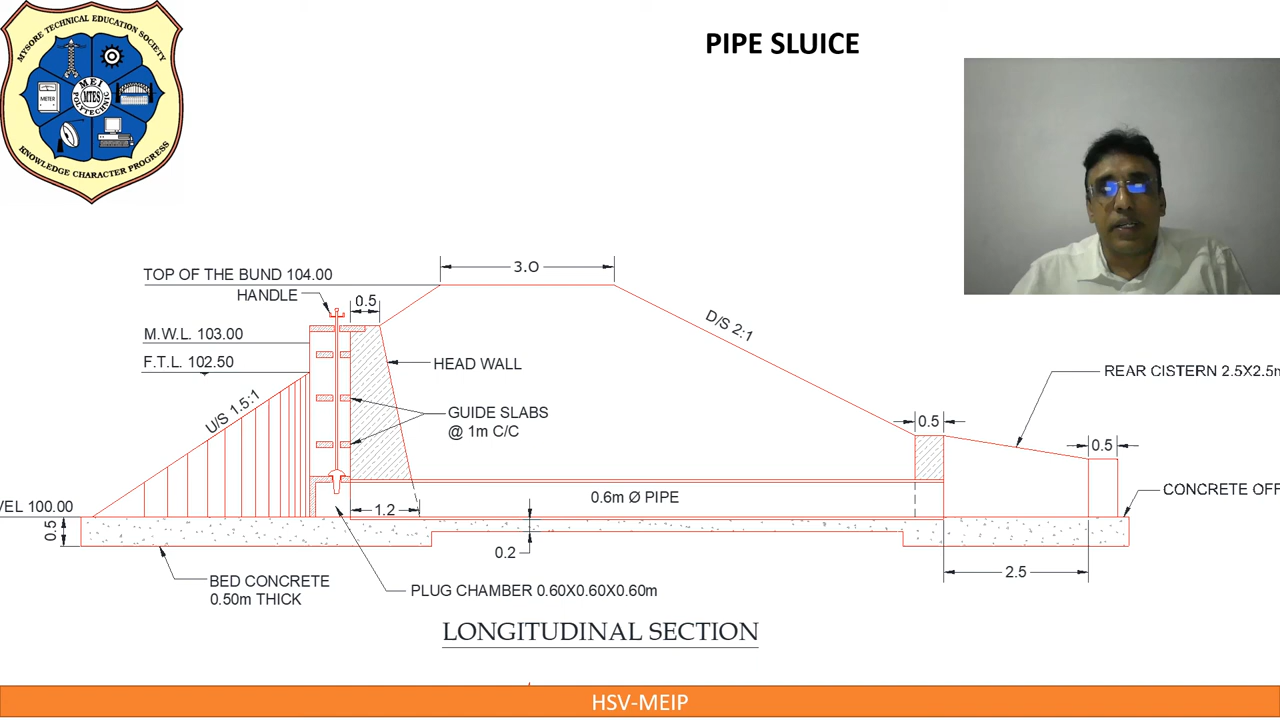 PIPE SLUICE
MYSORE TECHNICAL EDUCATION SOCIETY
MEI
POLYTECHNIC
MTES
METER
KNOWLEDGE CHARACTER PROGRESS
TOP OF THE BUND 104.00
HANDLE
0.5
3.0
M.W.L. 103.00
F.T.L. 102.50
U/S 1.5:1
HEAD WALL
GUIDE SLABS
@ 1m C/C
D/S 2:1
REAR CISTERN 2.5X2.5m
0.5
0.5
VEL 100.00
0.6m Ø PIPE
CONCRETE OFF
1.2
0.5
0.2
2.5
BED CONCRETE
0.50m THICK
PLUG CHAMBER 0.60X0.60X0.60m
LONGITUDINAL SECTION
HSV-MEIP